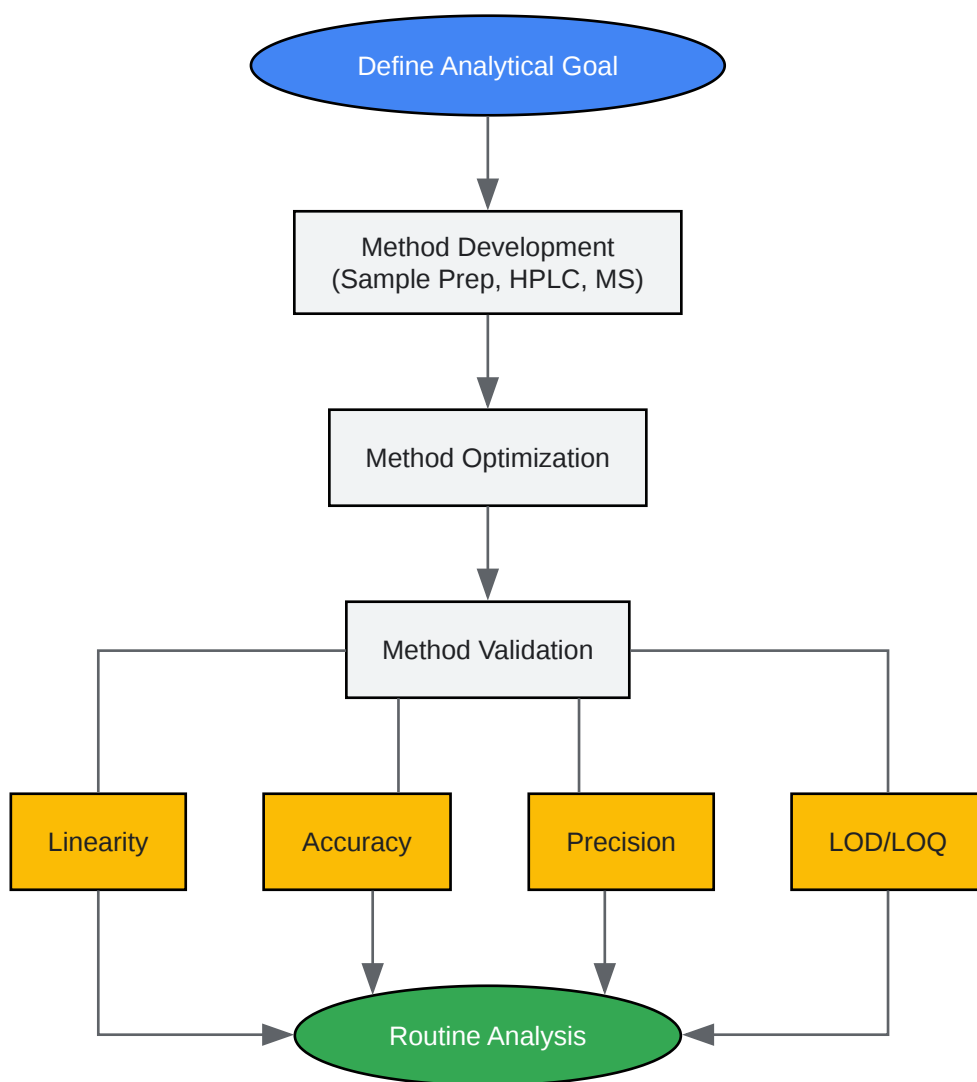 Define Analytical Goal
Method Development
(Sample Prep, HPLC, MS)
Method Optimization
Method Validation
Linearity
Accuracy
Precision
LOD/LOQ
Routine Analysis